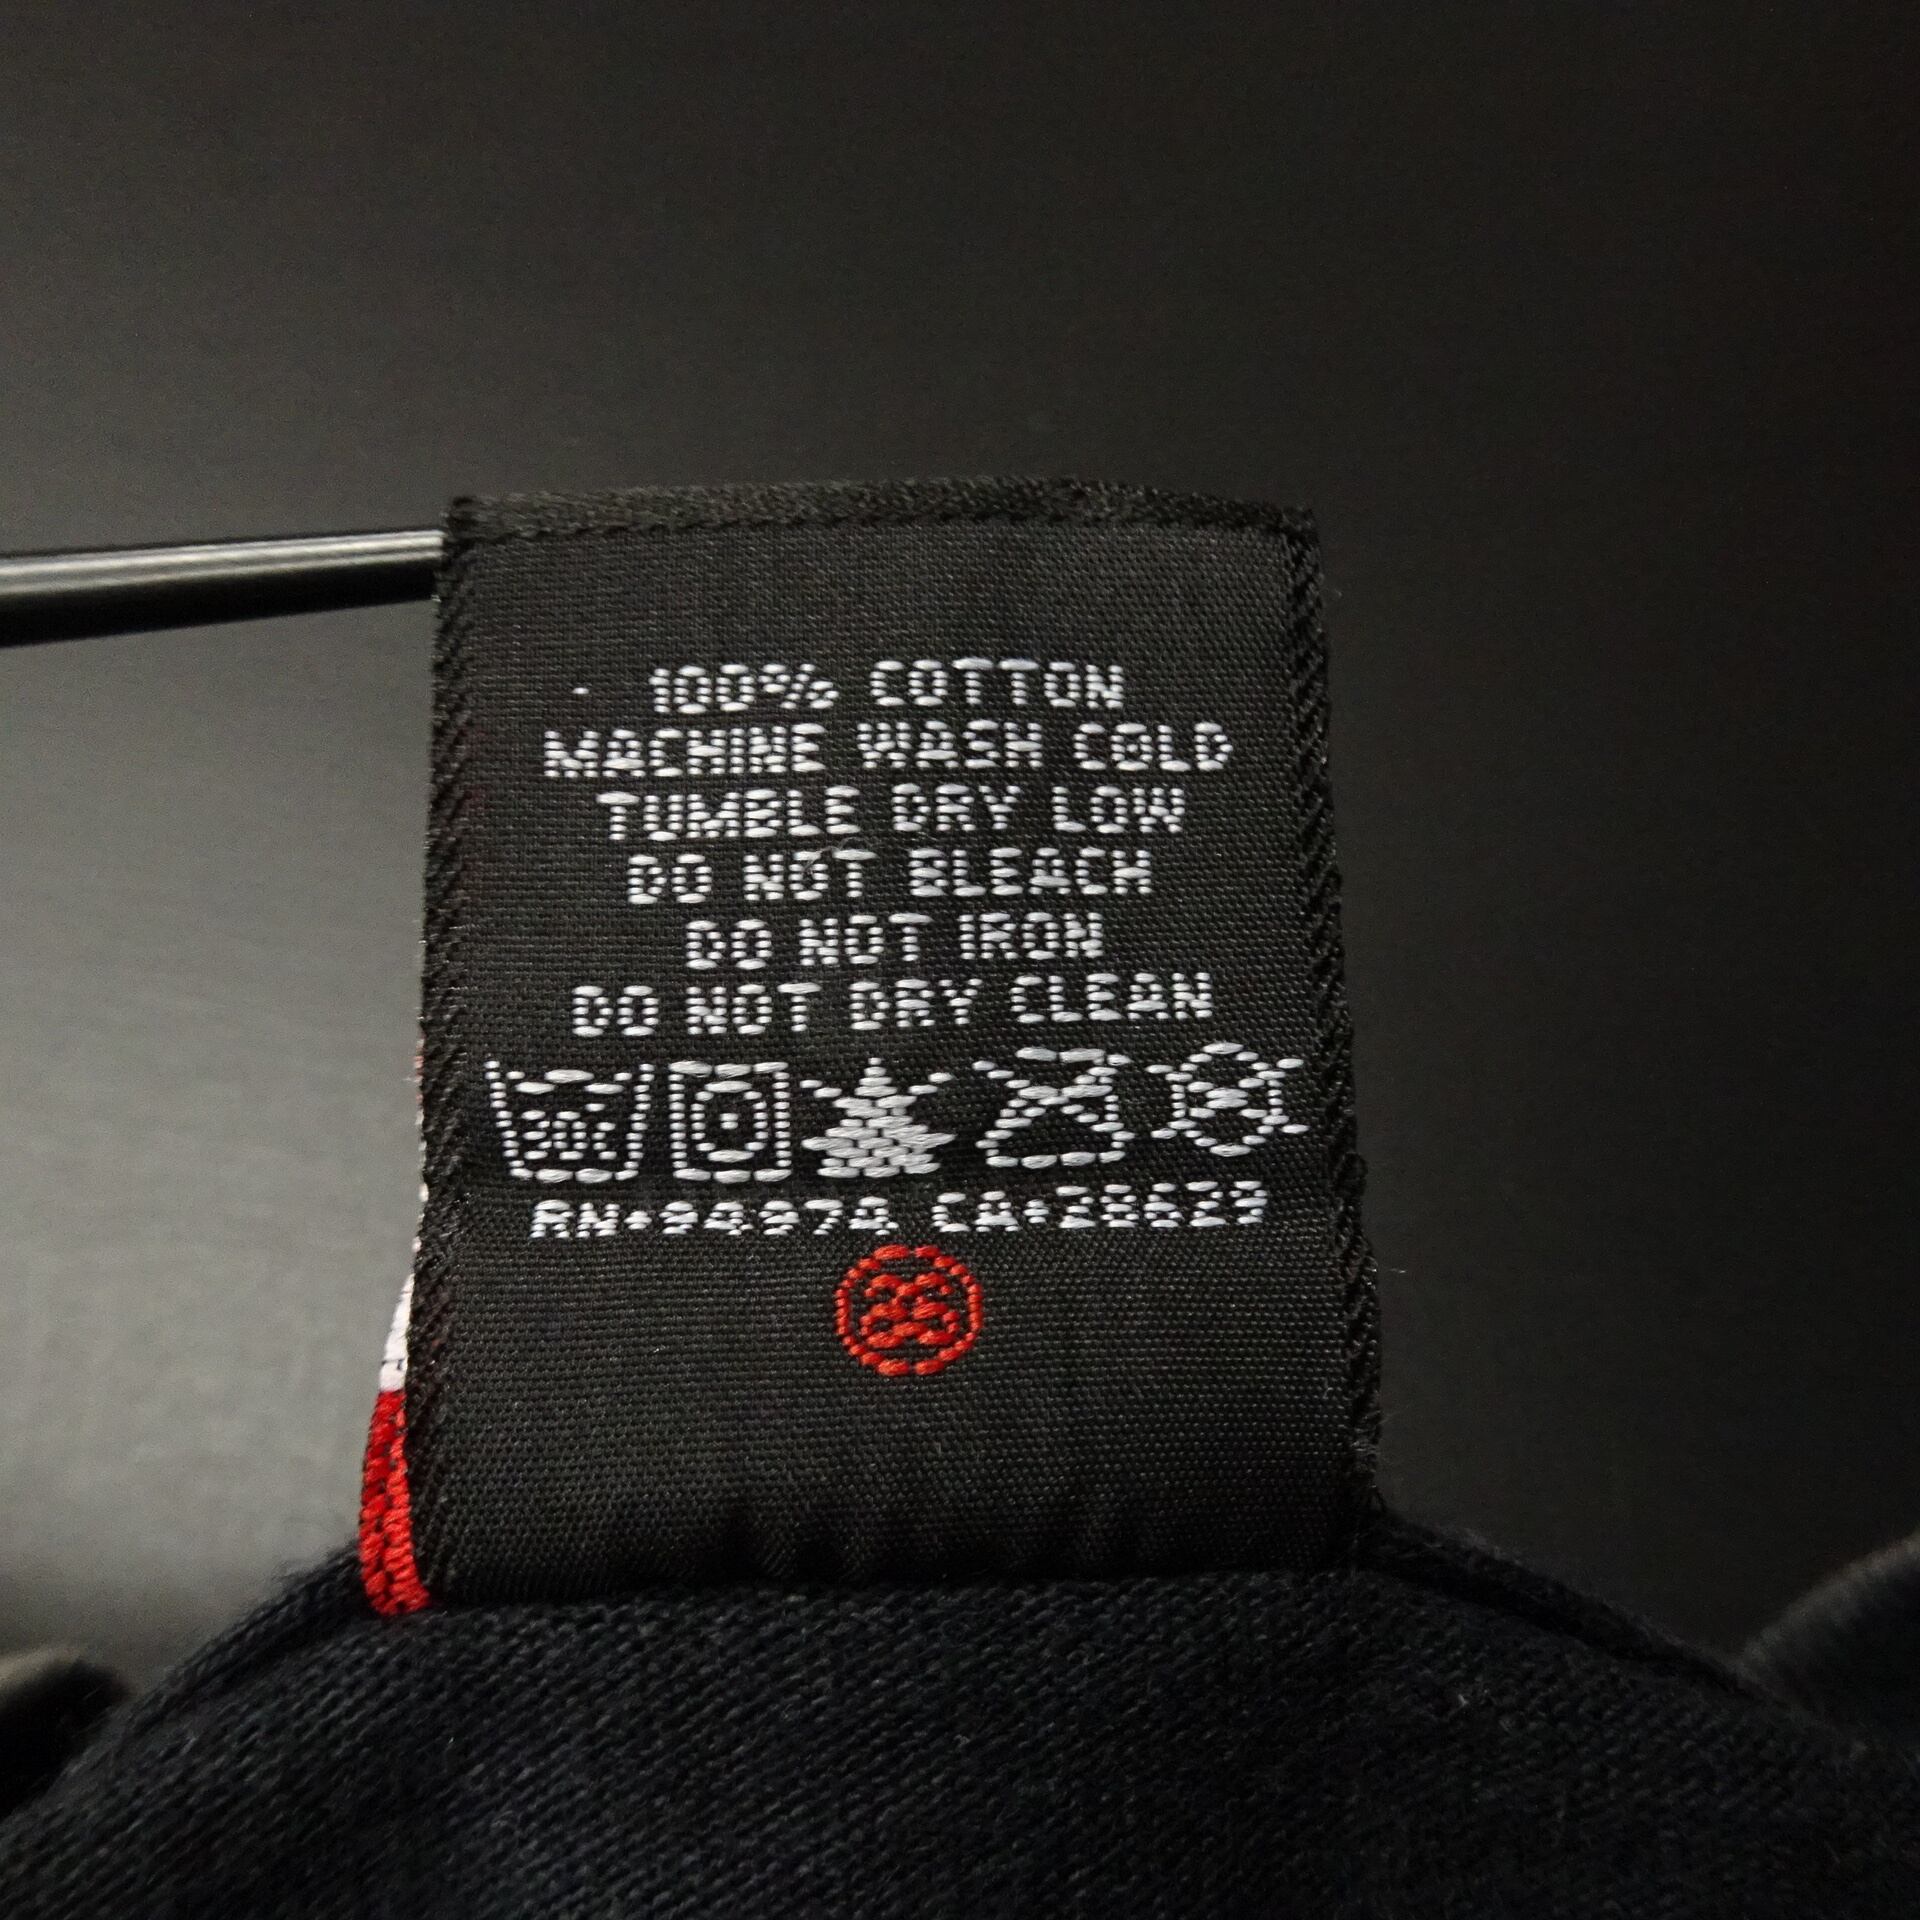 100% COTTON
MACHINE WASH COLD
TUMBLE DRY LOW
DO NOT BLEACH
DO NOT IRON
DO NOT DRY CLEAN
30c
RN•94974 CA•28629